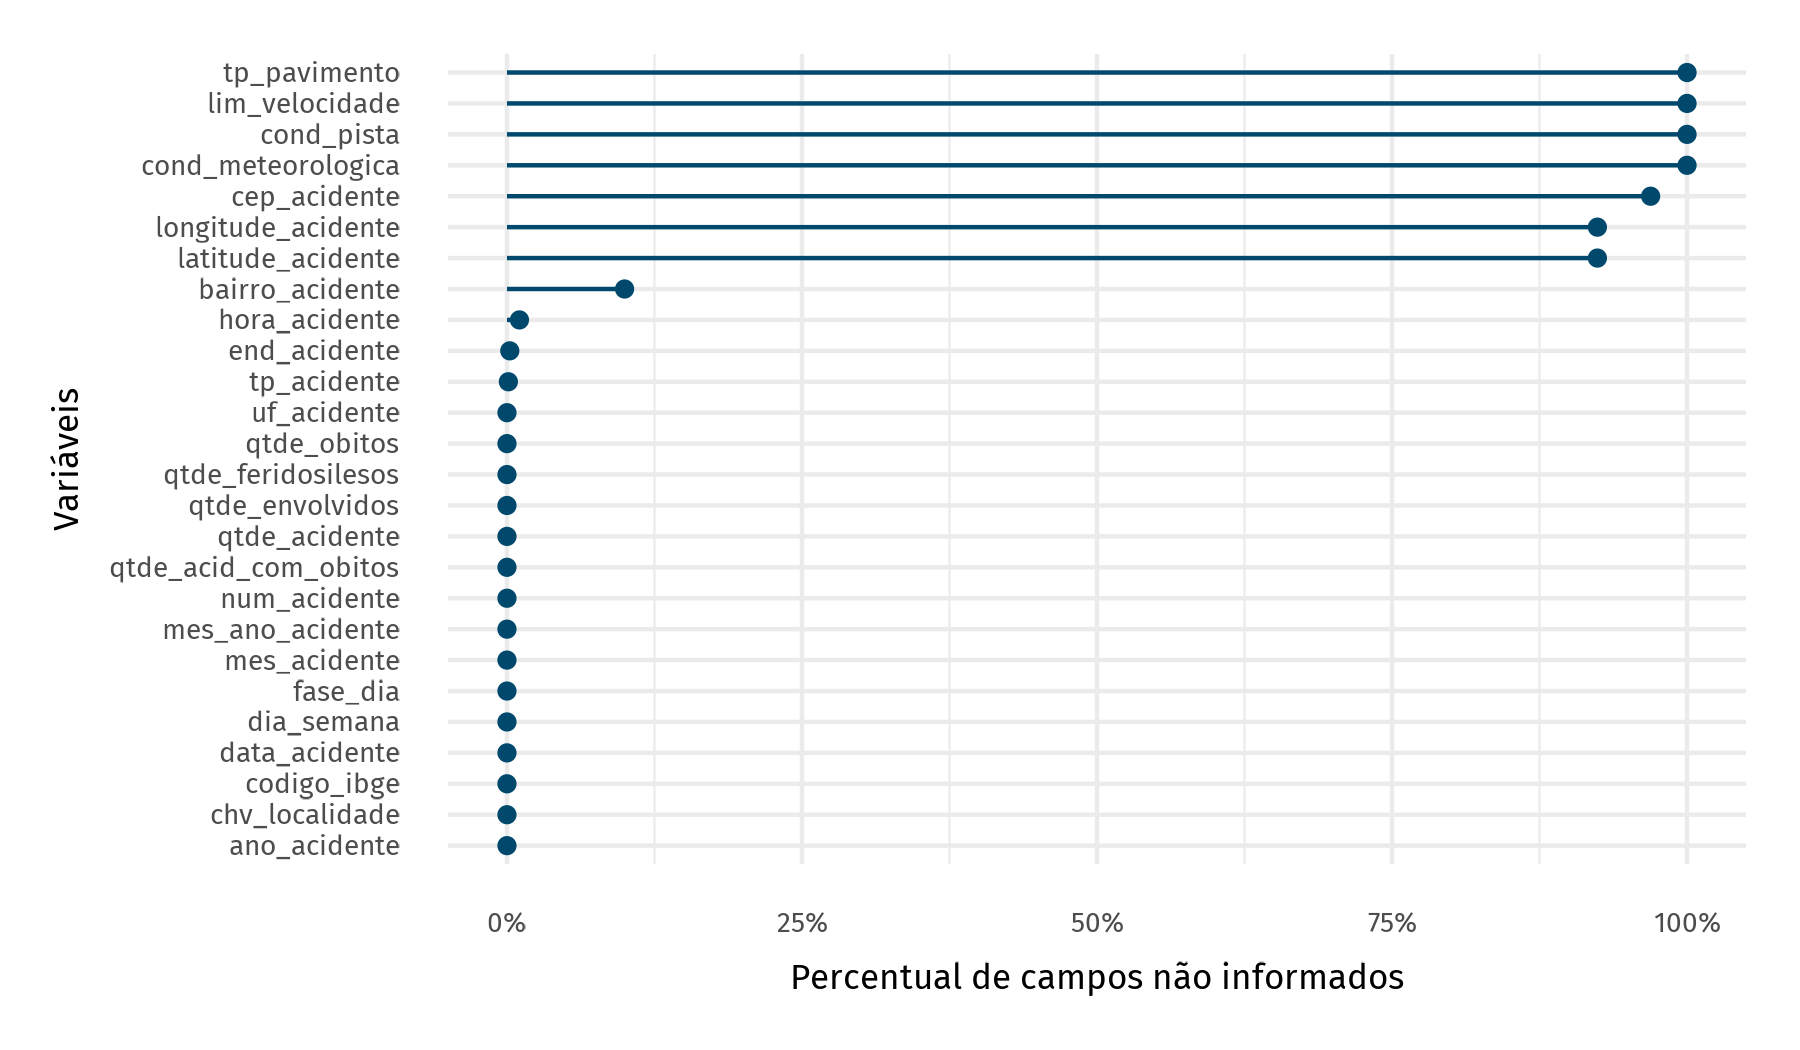 tp_pavimento
lim_velocidade
cond_pista
cond_meteorologica
cep_acidente
longitude_acidente
latitude_acidente
bairro_acidente
hora_acidente
end_acidente
tp_acidente
uf_acidente
qtde_obitos
qtde_feridosilesos
qtde_envolvidos
qtde_acidente
qtde_acid_com_obitos
num_acidente
mes_ano_acidente
mes_acidente
fase_dia
dia_semana
data_acidente
codigo_ibge
chv_localidade
ano_acidente
Variáveis
0% 25% 50% 75% 100%
Percentual de campos não informados